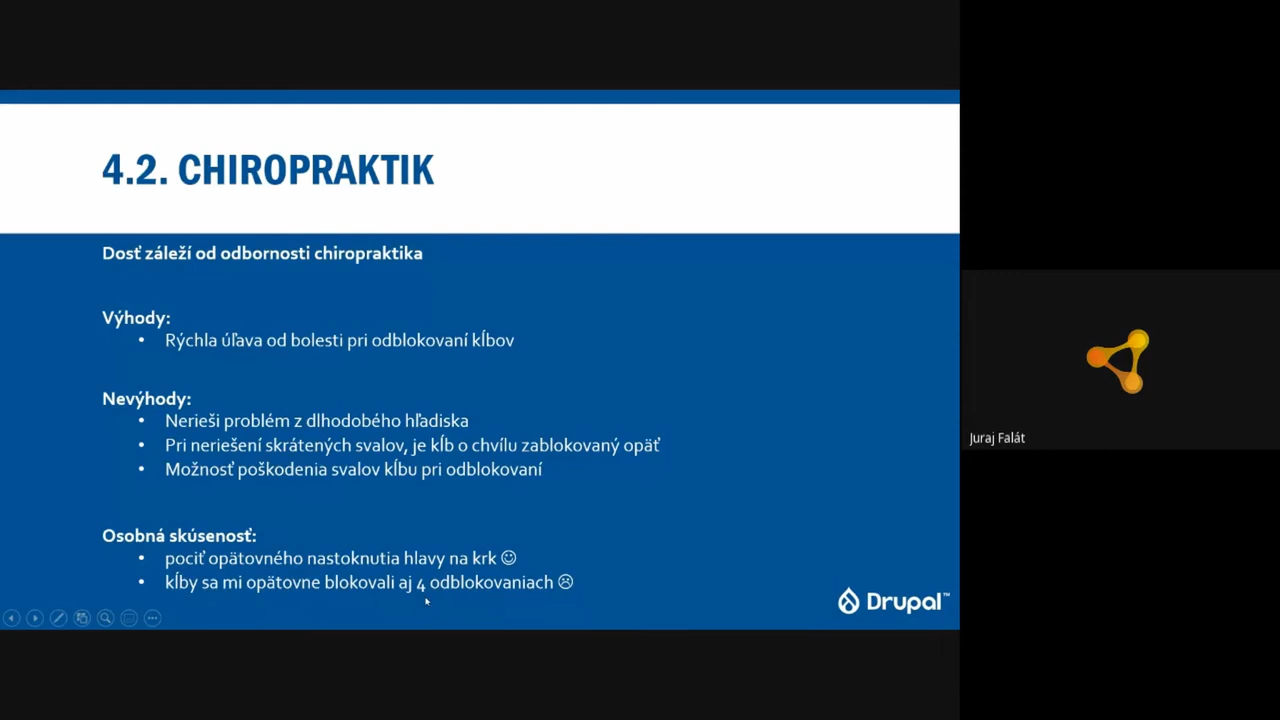 4.2. CHIROPRAKTIK
Dosť záleží od odbornosti chiropraktika
Výhody:
• Rýchla úľava od bolesti pri odblokovaní kĺbov
Nevýhody:
• Nerieši problém z dlhodobého hľadiska
• Pri neriešení skrátených svalov, je kĺb o chvílu zablokovaný opäť
• Možnosť poškodenia svalov kĺbu pri odblokovaní
Osobná skúsenosť:
• pociť opätovného nastoknutia hlavy na krk ☺
• kĺby sa mi opätovne blokovali aj 4 odblokovaniach ☹
Drupal™
Juraj Falát